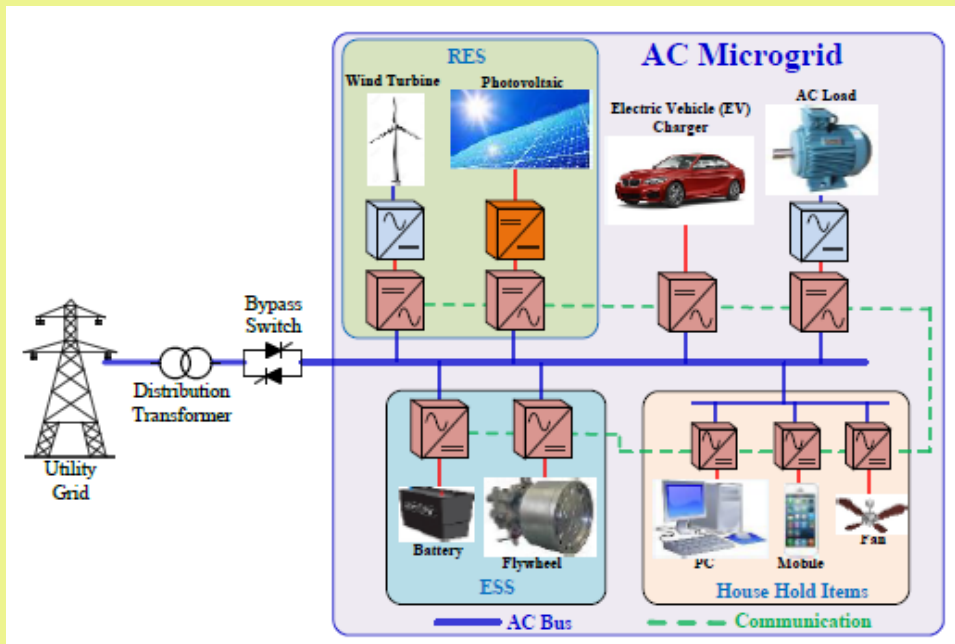 AC Microgrid
RES
Wind Turbine
Photovoltaic
Electric Vehicle (EV)
Charger
AC Load
Bypass
Switch
Distribution
Transformer
Utility
Grid
Battery
Flywheel
ESS
PC
Mobile
Fan
House Hold Items
AC Bus
Communication